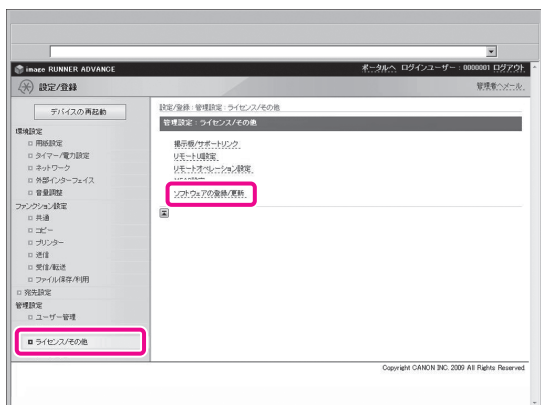 image RUNNER ADVANCE
ポータルへ ログインユーザー : 0000001 ログアウト
設定/登録
管理者へメール
デバイスの再起動
設定/登録 : 管理設定 : ライセンス/その他
管理設定 : ライセンス/その他
環境設定
用紙設定
タイマー/電力設定
ネットワーク
外部インターフェイス
音量調整
ファンクション設定
共通
コピー
プリンター
送信
受信/転送
ファイル保存/利用
宛先設定
管理設定
ユーザー管理
ライセンス/その他
掲示板/サポートリンク
リモートUI設定
リモートオペレーション設定
ソフトウェアの登録/更新
Copyright CANON INC. 2009 All Rights Reserved